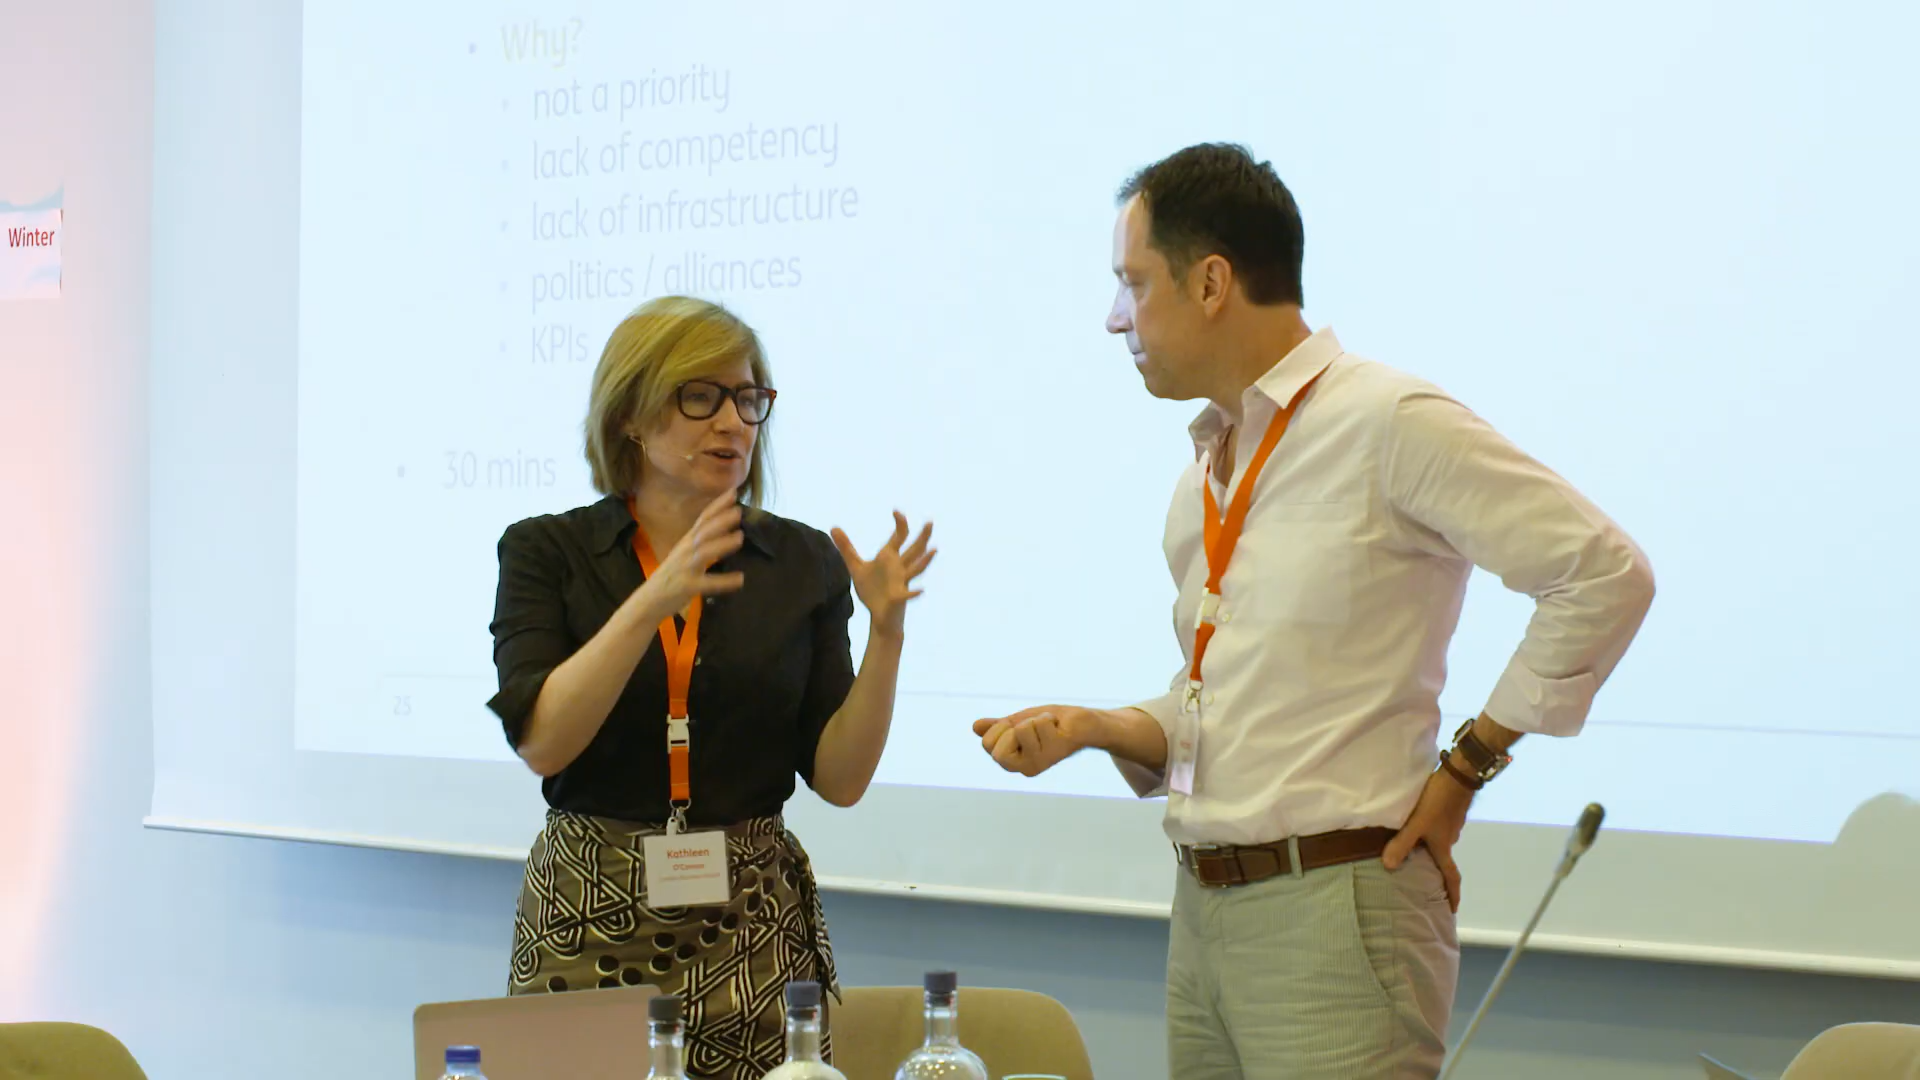 Why?
not a priority
lack of competency
lack of infrastructure
politics / alliances
KPIs
30 mins
25
Winter
Kathleen
O'Connor